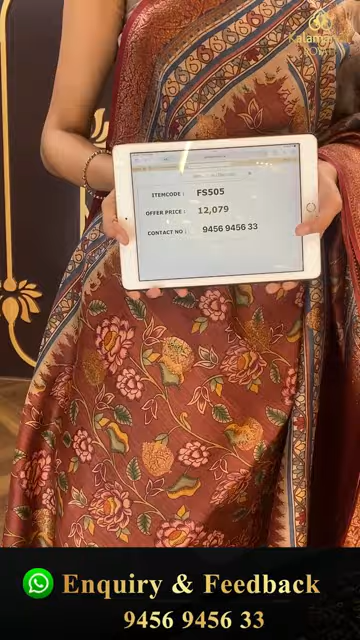 ITEMCODE : FS505
OFFER PRICE : 12,079
CONTACT NO : 9456 9456 33
Enquiry & Feedback
9456 9456 33